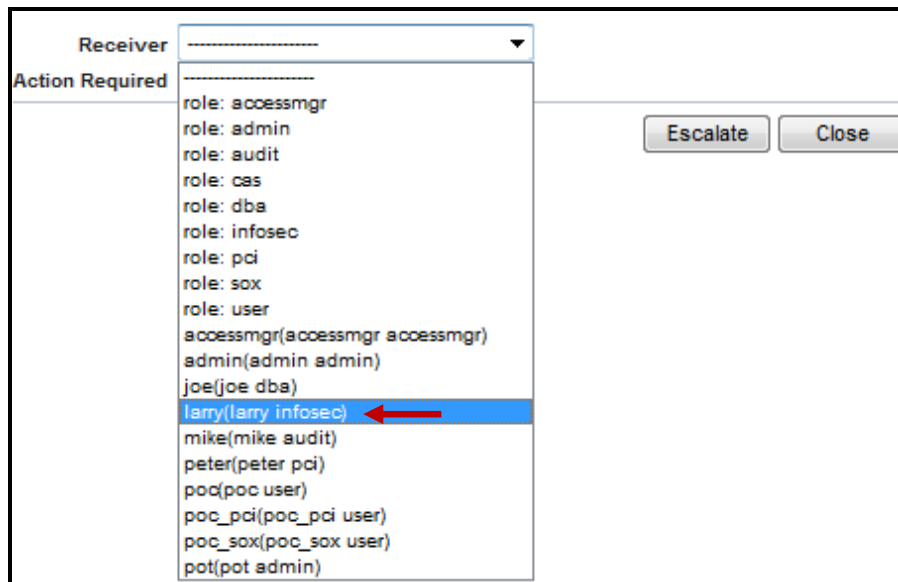 Receiver ----------------------
Action Required
----------------------
role: accessmgr
role: admin
role: audit
role: cas
role: dba
role: infosec
role: pci
role: sox
role: user
accessmgr(accessmgr accessmgr)
admin(admin admin)
joe(joe dba)
larry(larry infosec)
mike(mike audit)
peter(peter pci)
poc(poc user)
poc_pci(poc_pci user)
poc_sox(poc_sox user)
pot(pot admin)
Escalate Close